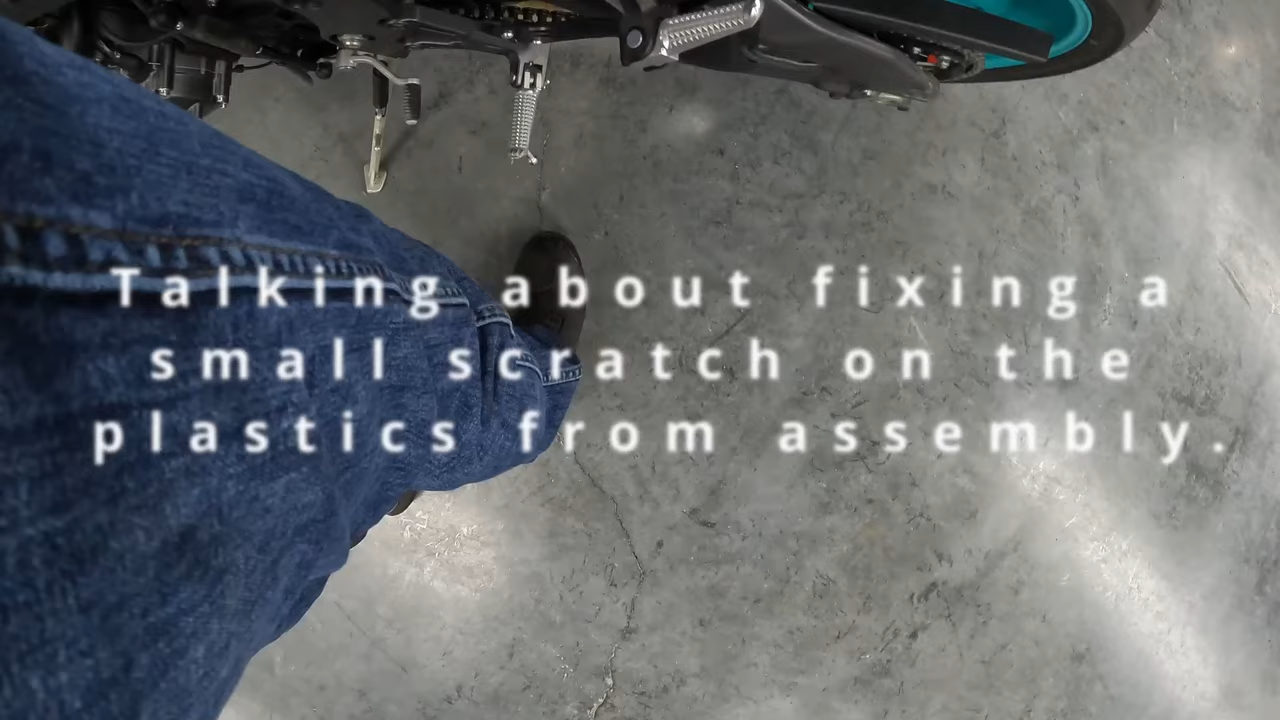 Talking about fixing a
small scratch on the
plastics from assembly.